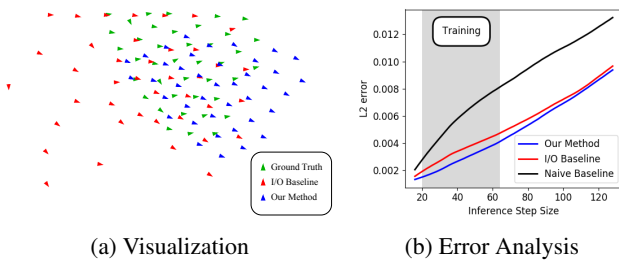 Ground Truth
I/O Baseline
Our Method
(a) Visualization
0.012
0.010
0.008
0.006
0.004
0.002
L2 error
Training
Our Method
I/O Baseline
Naive Baseline
20 40 60 80 100 120
Inference Step Size
(b) Error Analysis